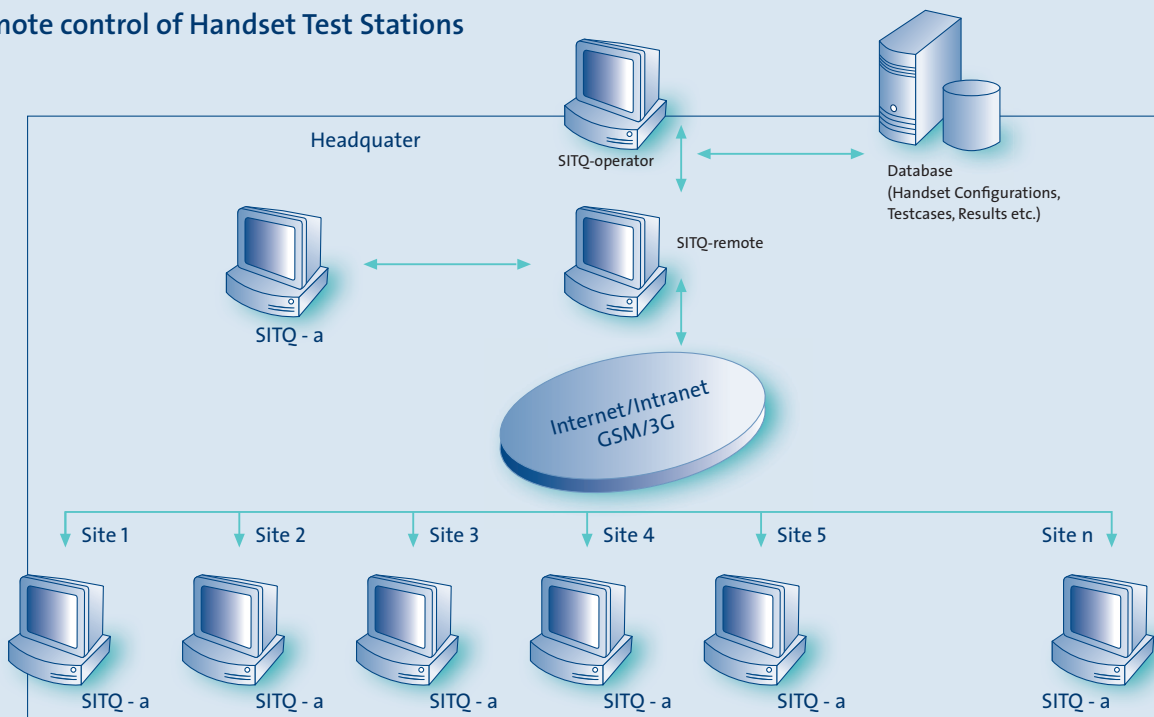 mote control of Handset Test Stations
Headquater
SITQ-operator
Database
(Handset Configurations,
Testcases, Results etc.)
SITQ-remote
SITQ - a
Internet/Intranet
GSM/3G
Site 1
Site 2
Site 3
Site 4
Site 5
Site n
SITQ - a
SITQ - a
SITQ - a
SITQ - a
SITQ - a
SITQ - a